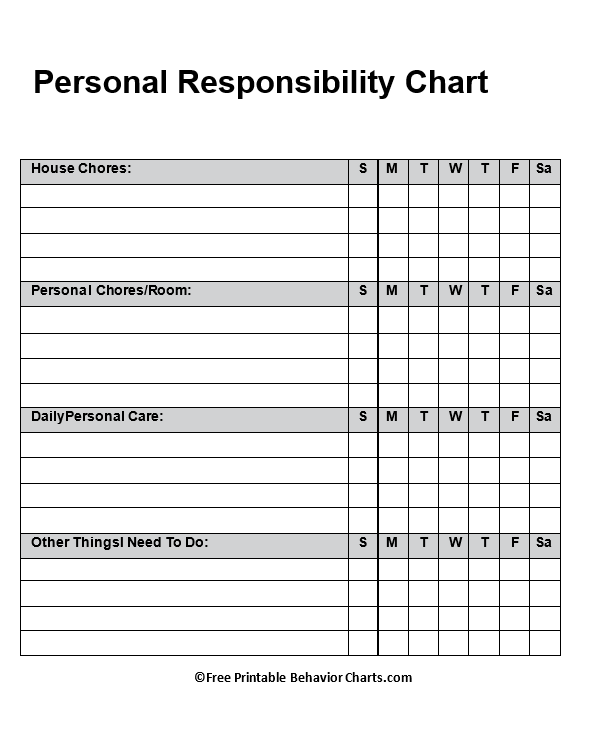 Personal Responsibility Chart
House Chores: S M T W T F Sa
Personal Chores/Room: S M T W T F Sa
DailyPersonal Care: S M T W T F Sa
Other ThingsI Need To Do: S M T W T F Sa
©Free Printable Behavior Charts.com